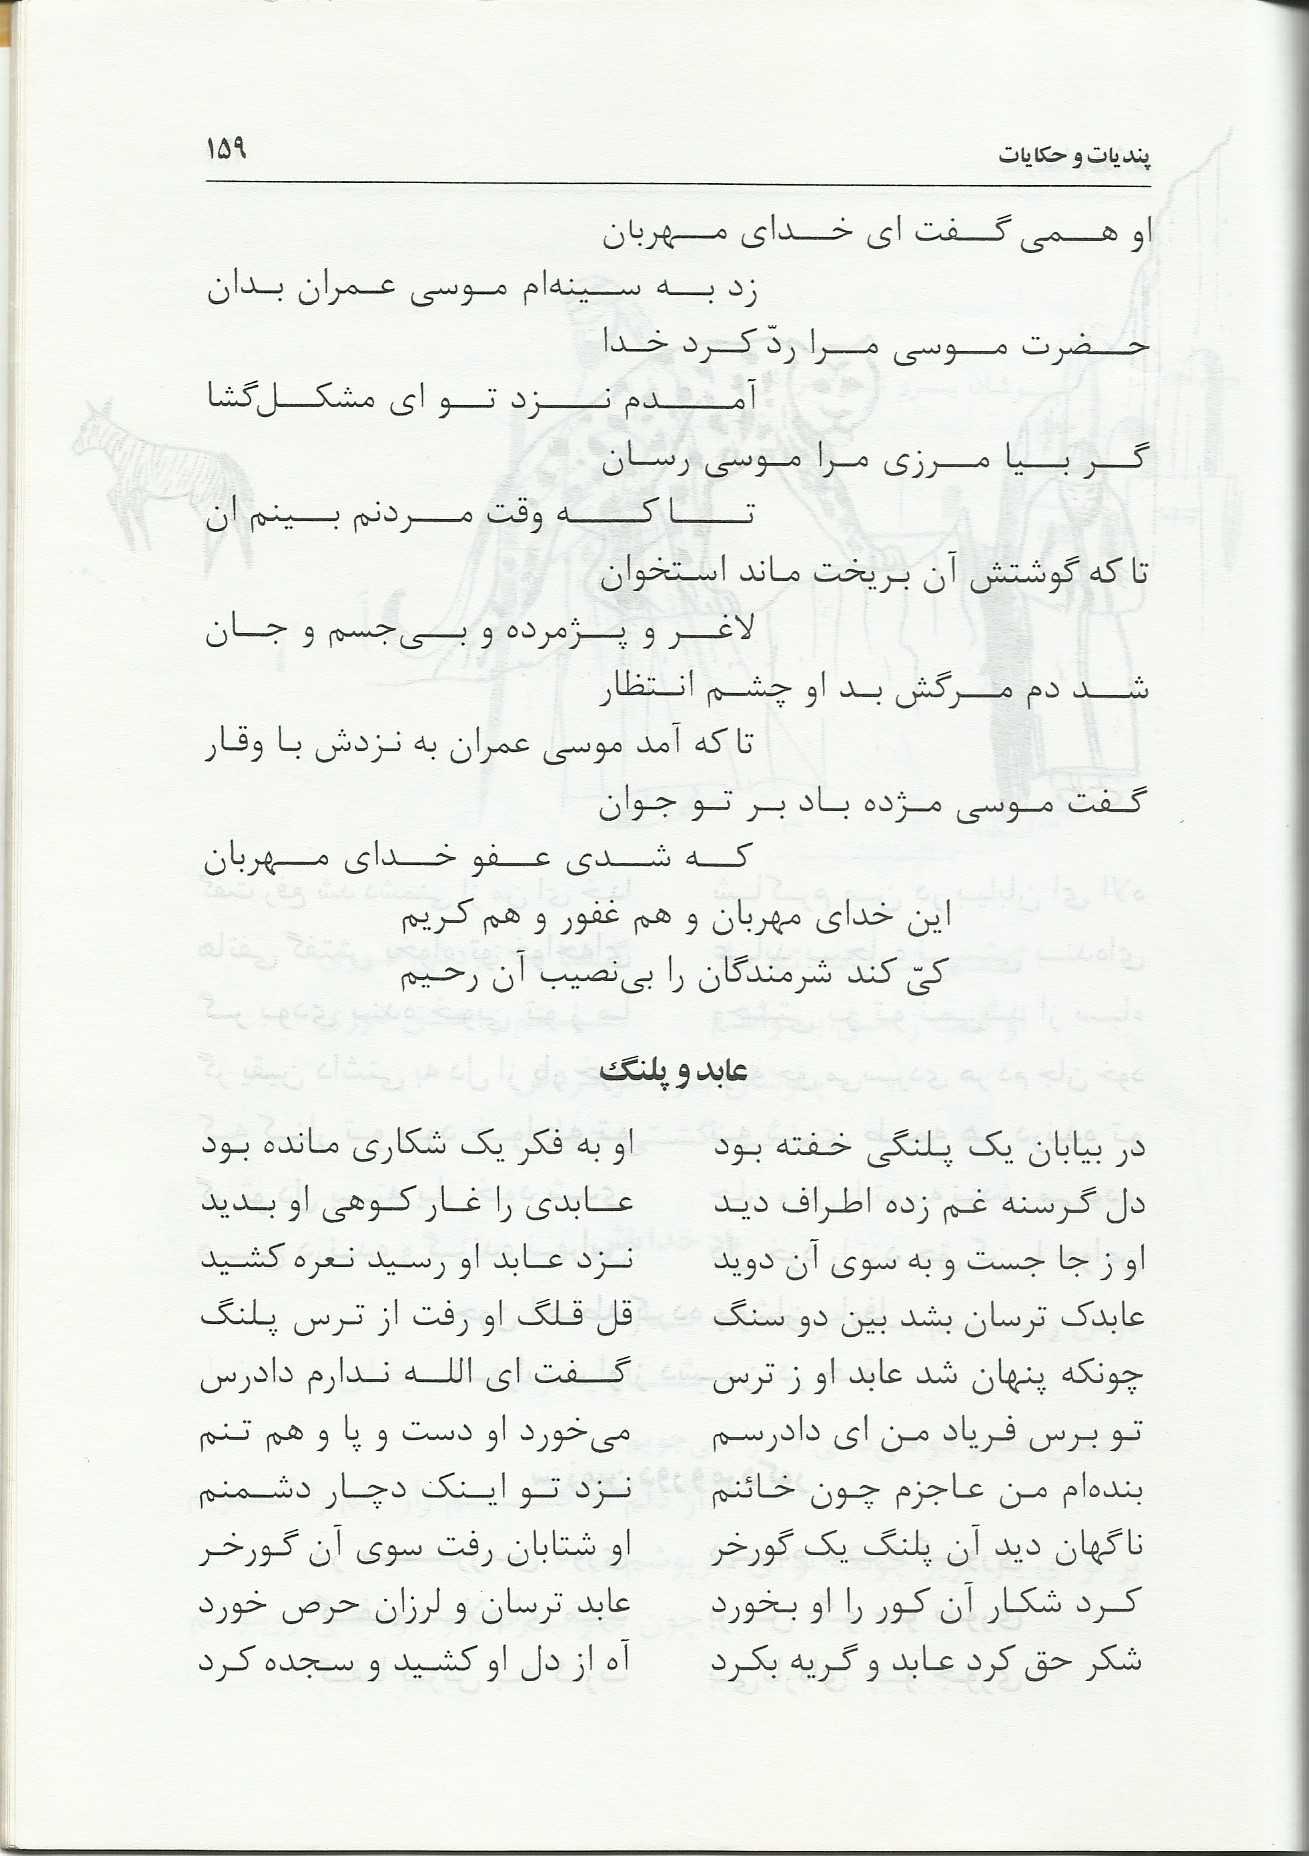 پندیات و حکایات ۱۵۹
او همی گفت ای خدای مهربان
زد به سینه‌ام موسی عمران بدان
حضرت موسی مرا ردّ کرد خدا
آمدم نزد تو ای مشکل‌گشا
گر بیا مرزی مرا موسی رسان
تا که وقت مردنم بینم ان
تا که گوشتش آن بریخت ماند استخوان
لاغر و پژمرده و بی‌جسم و جان
شد دم مرگش بد او چشم انتظار
تا که آمد موسی عمران به نزدش با وقار
گفت موسی مژده باد بر تو جوان
که شدی عفو خدای مهربان
این خدای مهربان و هم غفور و هم کریم
کیّ کند شرمندگان را بی‌نصیب آن رحیم
عابد و پلنگ
در بیابان یک پلنگی خفته بود او به فکر یک شکاری مانده بود
دل گرسنه غم زده اطراف دید عابدی را غار کوهی او بدید
او ز جا جست و به سوی آن دوید نزد عابد او رسید نعره کشید
عابدک ترسان بشد بین دو سنگ قل قلگ او رفت از ترس پلنگ
چونکه پنهان شد عابد او ز ترس گفت ای الله ندارم دادرس
تو برس فریاد من ای دادرسم می‌خورد او دست و پا و هم تنم
بنده‌ام من عاجزم چون خائنم نزد تو اینک دچار دشمنم
ناگهان دید آن پلنگ یک گورخر او شتابان رفت سوی آن گورخر
کرد شکار آن کور را او بخورد عابد ترسان و لرزان حرص خورد
شکر حق کرد عابد و گریه بکرد آه از دل او کشید و سجده کرد